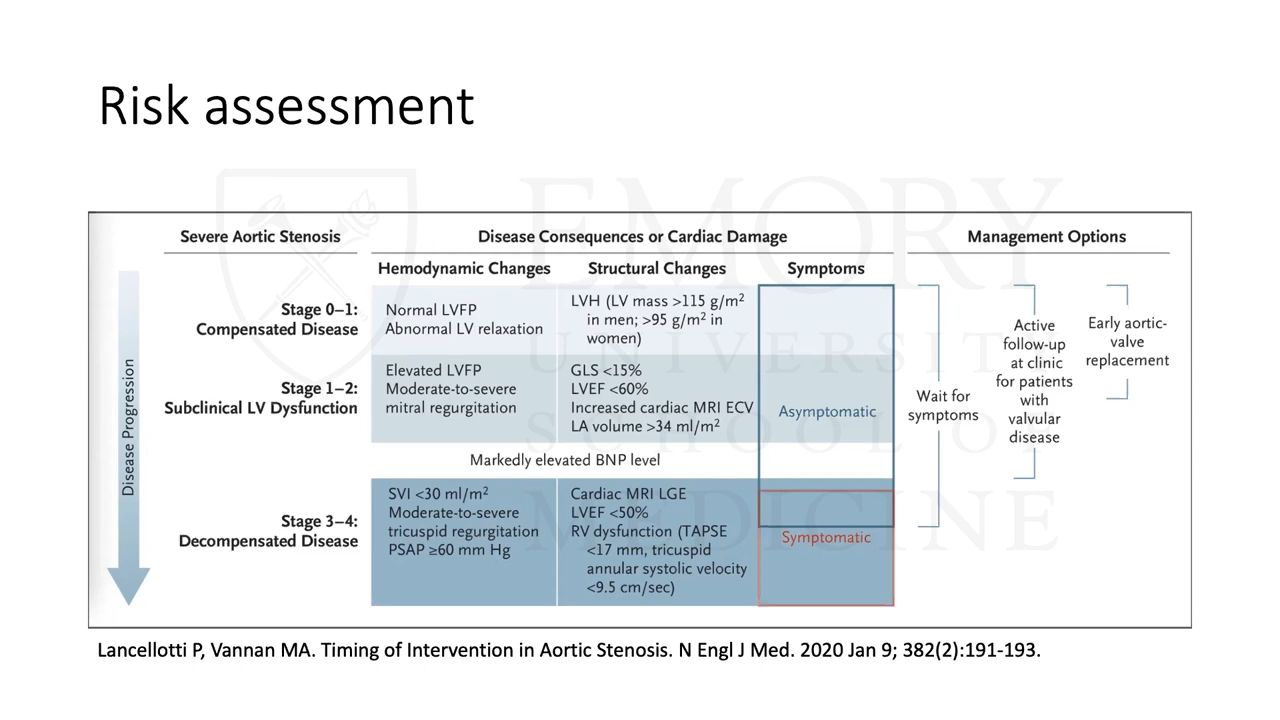 Risk assessment
EMORY
UNIVERSITY
SCHOOL OF
MEDICINE
Severe Aortic Stenosis
Disease Consequences or Cardiac Damage
Management Options
Hemodynamic Changes
Structural Changes
Symptoms
Disease Progression
Stage 0–1:
Compensated Disease
Normal LVFP
Abnormal LV relaxation
LVH (LV mass >115 g/m²
in men; >95 g/m² in
women)
Stage 1–2:
Subclinical LV Dysfunction
Elevated LVFP
Moderate-to-severe
mitral regurgitation
GLS <15%
LVEF <60%
Increased cardiac MRI ECV
LA volume >34 ml/m²
Asymptomatic
Markedly elevated BNP level
Stage 3–4:
Decompensated Disease
SVI <30 ml/m²
Moderate-to-severe
tricuspid regurgitation
PSAP ≥60 mm Hg
Cardiac MRI LGE
LVEF <50%
RV dysfunction (TAPSE
<17 mm, tricuspid
annular systolic velocity
<9.5 cm/sec)
Symptomatic
Wait for
symptoms
Active
follow-up
at clinic
for patients
with
valvular
disease
Early aortic-
valve
replacement
Lancellotti P, Vannan MA. Timing of Intervention in Aortic Stenosis. N Engl J Med. 2020 Jan 9; 382(2):191-193.